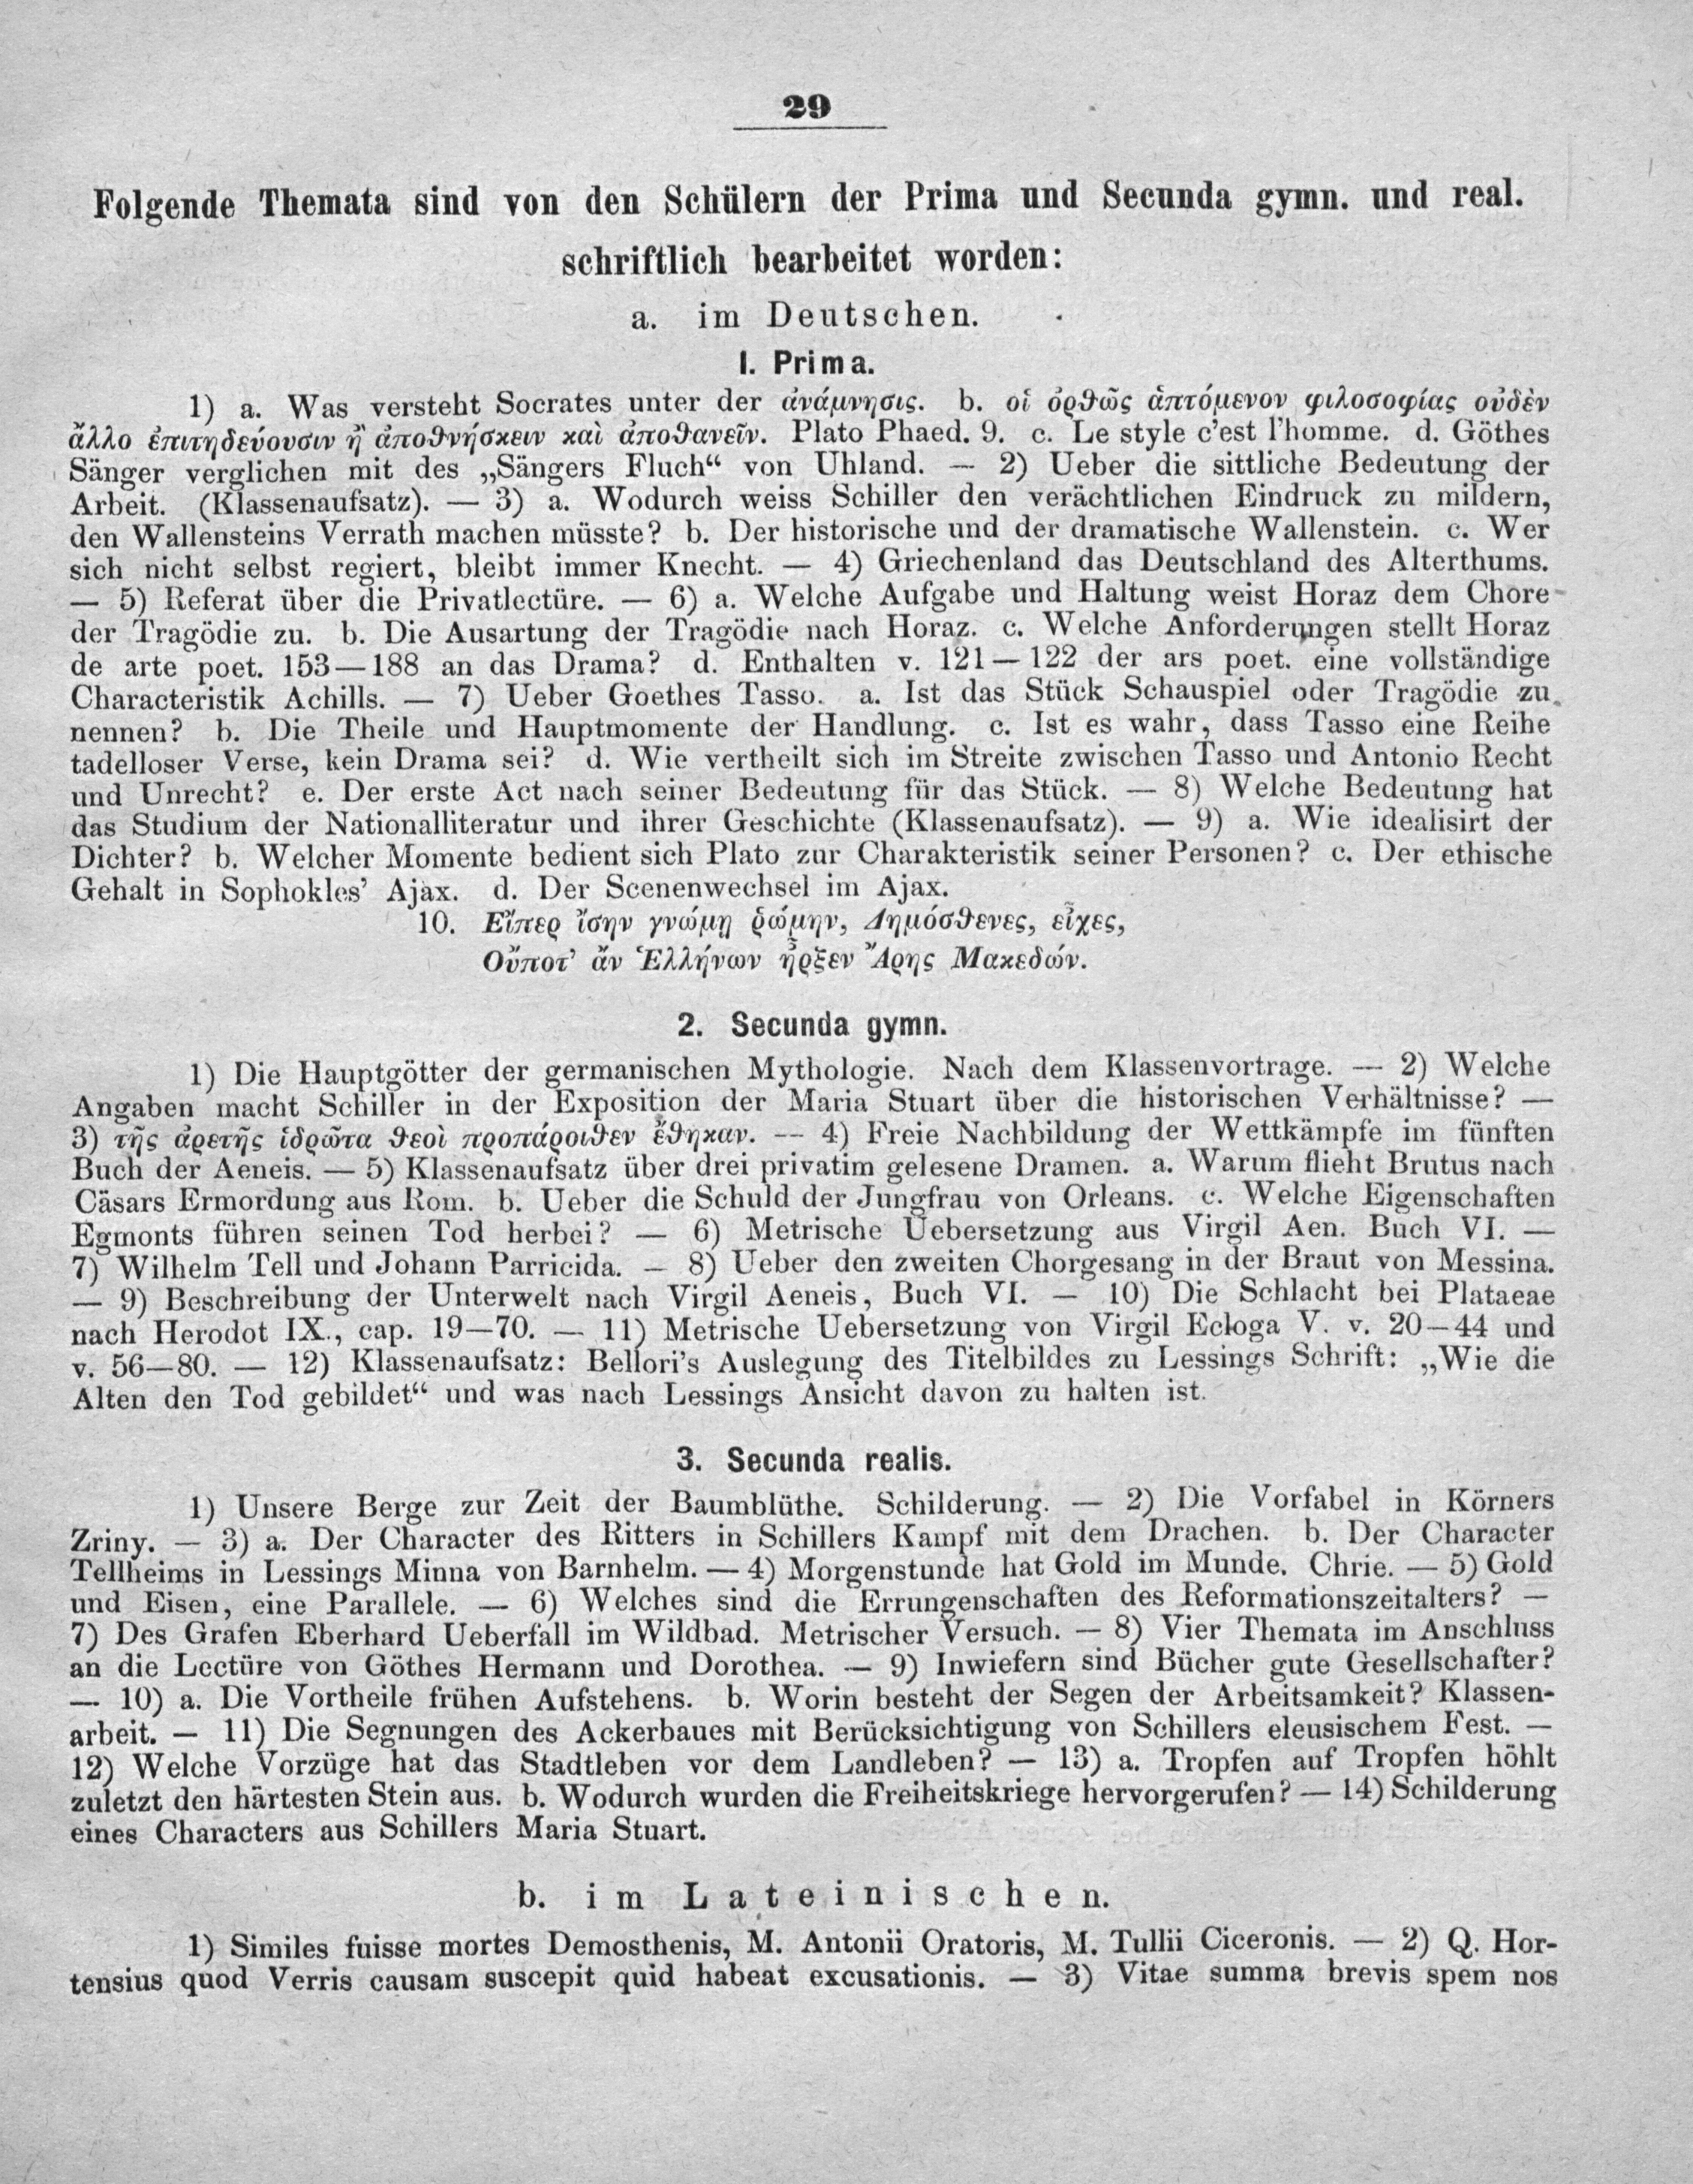 29
Folgende Themata sind von den Schülern der Prima und Secunda gymn. und real.
schriftlich bearbeitet worden:
a. im Deutschen.
I. Prima.
1) a. Was versteht Socrates unter der ἀνάμνησις. b. οἱ ὀρθῶς ἁπτόμενον φιλοσοφίας οὐδὲν
ἄλλο ἐπιτηδεύουσιν ἢ ἀποθνήσκειν καὶ ἀποθανεῖν. Plato Phaed. 9. c. Le style c'est l'homme. d. Göthes
Sänger verglichen mit des „Sängers Fluch“ von Uhland. — 2) Ueber die sittliche Bedeutung der
Arbeit. (Klassenaufsatz). — 3) a. Wodurch weiss Schiller den verächtlichen Eindruck zu mildern,
den Wallensteins Verrath machen müsste? b. Der historische und der dramatische Wallenstein. c. Wer
sich nicht selbst regiert, bleibt immer Knecht. — 4) Griechenland das Deutschland des Alterthums.
— 5) Referat über die Privatlectüre. — 6) a. Welche Aufgabe und Haltung weist Horaz dem Chore
der Tragödie zu. b. Die Ausartung der Tragödie nach Horaz. c. Welche Anforderungen stellt Horaz
de arte poet. 153—188 an das Drama? d. Enthalten v. 121—122 der ars poet. eine vollständige
Characteristik Achills. — 7) Ueber Goethes Tasso. a. Ist das Stück Schauspiel oder Tragödie zu
nennen? b. Die Theile und Hauptmomente der Handlung. c. Ist es wahr, dass Tasso eine Reihe
tadelloser Verse, kein Drama sei? d. Wie vertheilt sich im Streite zwischen Tasso und Antonio Recht
und Unrecht? e. Der erste Act nach seiner Bedeutung für das Stück. — 8) Welche Bedeutung hat
das Studium der Nationalliteratur und ihrer Geschichte (Klassenaufsatz). — 9) a. Wie idealisirt der
Dichter? b. Welcher Momente bedient sich Plato zur Charakteristik seiner Personen? c. Der ethische
Gehalt in Sophokles' Ajax. d. Der Scenenwechsel im Ajax.
10. Εἴπερ ἴσην γνώμῃ ῥώμην, Δημόσθενες, εἶχες,
Οὔποτ' ἄν Ἑλλήνων ἦρξεν Ἄρης Μακεδών.
2. Secunda gymn.
1) Die Hauptgötter der germanischen Mythologie. Nach dem Klassenvortrage. — 2) Welche
Angaben macht Schiller in der Exposition der Maria Stuart über die historischen Verhältnisse? —
3) τῆς ἀρετῆς ἱδρῶτα θεοὶ προπάροιθεν ἔθηκαν. — 4) Freie Nachbildung der Wettkämpfe im fünften
Buch der Aeneis. — 5) Klassenaufsatz über drei privatim gelesene Dramen. a. Warum flieht Brutus nach
Cäsars Ermordung aus Rom. b. Ueber die Schuld der Jungfrau von Orleans. c. Welche Eigenschaften
Egmonts führen seinen Tod herbei? — 6) Metrische Uebersetzung aus Virgil Aen. Buch VI. —
7) Wilhelm Tell und Johann Parricida. — 8) Ueber den zweiten Chorgesang in der Braut von Messina.
— 9) Beschreibung der Unterwelt nach Virgil Aeneis, Buch VI. — 10) Die Schlacht bei Plataeae
nach Herodot IX., cap. 19—70. — 11) Metrische Uebersetzung von Virgil Ecloga V. v. 20—44 und
v. 56—80. — 12) Klassenaufsatz: Bellori's Auslegung des Titelbildes zu Lessings Schrift: „Wie die
Alten den Tod gebildet“ und was nach Lessings Ansicht davon zu halten ist.
3. Secunda realis.
1) Unsere Berge zur Zeit der Baumblüthe. Schilderung. — 2) Die Vorfabel in Körners
Zriny. — 3) a. Der Character des Ritters in Schillers Kampf mit dem Drachen. b. Der Character
Tellheims in Lessings Minna von Barnhelm. — 4) Morgenstunde hat Gold im Munde. Chrie. — 5) Gold
und Eisen, eine Parallele. — 6) Welches sind die Errungenschaften des Reformationszeitalters? —
7) Des Grafen Eberhard Ueberfall im Wildbad. Metrischer Versuch. — 8) Vier Themata im Anschluss
an die Lectüre von Göthes Hermann und Dorothea. — 9) Inwiefern sind Bücher gute Gesellschafter?
— 10) a. Die Vortheile frühen Aufstehens. b. Worin besteht der Segen der Arbeitsamkeit? Klassen-
arbeit. — 11) Die Segnungen des Ackerbaues mit Berücksichtigung von Schillers eleusischem Fest. —
12) Welche Vorzüge hat das Stadtleben vor dem Landleben? — 13) a. Tropfen auf Tropfen höhlt
zuletzt den härtesten Stein aus. b. Wodurch wurden die Freiheitskriege hervorgerufen? — 14) Schilderung
eines Characters aus Schillers Maria Stuart.
b. im Lateinischen.
1) Similes fuisse mortes Demosthenis, M. Antonii Oratoris, M. Tullii Ciceronis. — 2) Q. Hor-
tensius quod Verris causam suscepit quid habeat excusationis. — 3) Vitae summa brevis spem nos